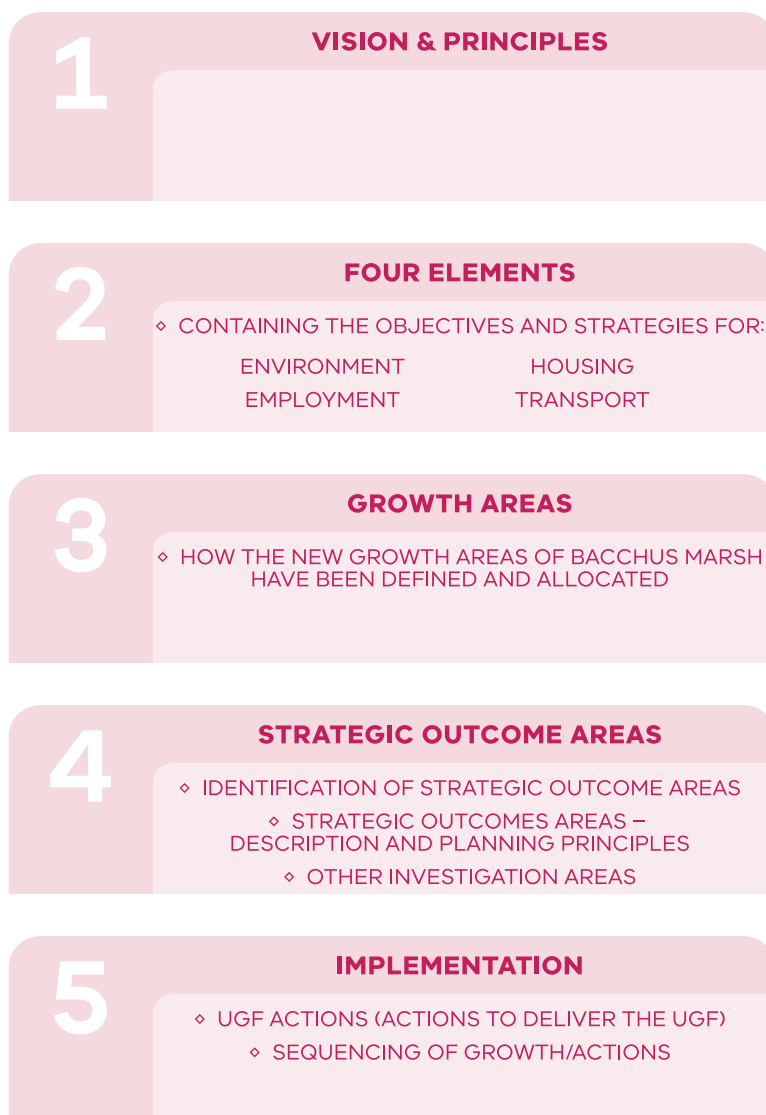 1
VISION & PRINCIPLES
2
FOUR ELEMENTS
⋄ CONTAINING THE OBJECTIVES AND STRATEGIES FOR:
ENVIRONMENT HOUSING
EMPLOYMENT TRANSPORT
3
GROWTH AREAS
⋄ HOW THE NEW GROWTH AREAS OF BACCHUS MARSH
HAVE BEEN DEFINED AND ALLOCATED
4
STRATEGIC OUTCOME AREAS
⋄ IDENTIFICATION OF STRATEGIC OUTCOME AREAS
⋄ STRATEGIC OUTCOMES AREAS –
DESCRIPTION AND PLANNING PRINCIPLES
⋄ OTHER INVESTIGATION AREAS
5
IMPLEMENTATION
⋄ UGF ACTIONS (ACTIONS TO DELIVER THE UGF)
⋄ SEQUENCING OF GROWTH/ACTIONS